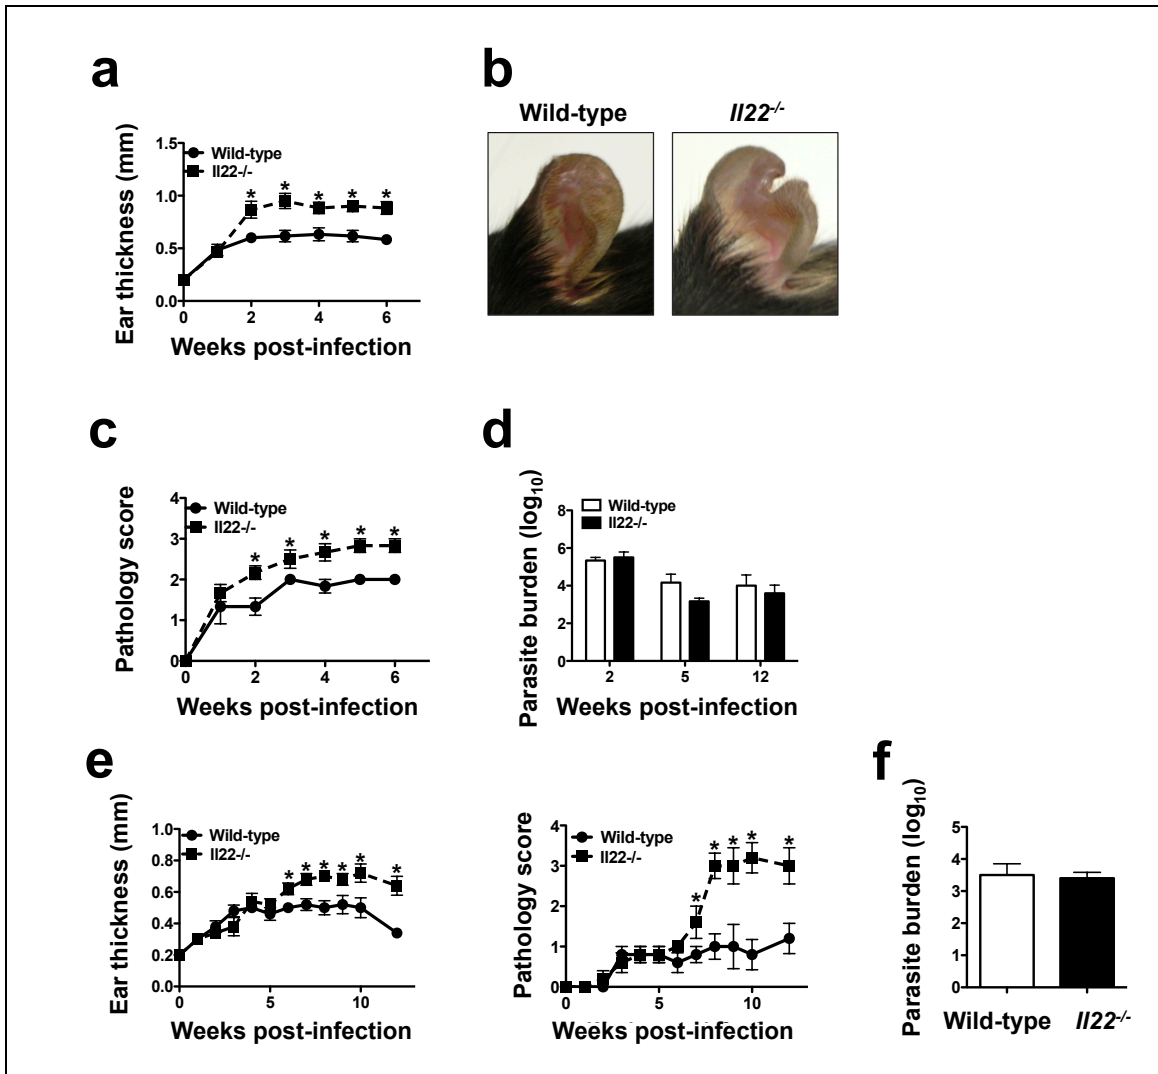 a
Ear thickness (mm)
1.5
1.0
0.5
0.0
Wild-type
Il22-/-
* * * * *
0 2 4 6
Weeks post-infection
b
Wild-type
Il22-/-
c
Pathology score
4
3
2
1
0
Wild-type
Il22-/-
* * * * *
0 2 4 6
Weeks post-infection
d
Parasite burden (log10)
8
6
4
2
0
Wild-type
Il22-/-
2 5 12
Weeks post-infection
e
Ear thickness (mm)
1.0
0.8
0.6
0.4
0.2
0.0
Wild-type
Il22-/-
* * * * * *
0 5 10
Weeks post-infection
Pathology score
4
3
2
1
0
Wild-type
Il22-/-
* * * * *
0 5 10
Weeks post-infection
f
Parasite burden (log10)
5
4
3
2
1
0
Wild-type Il22-/-